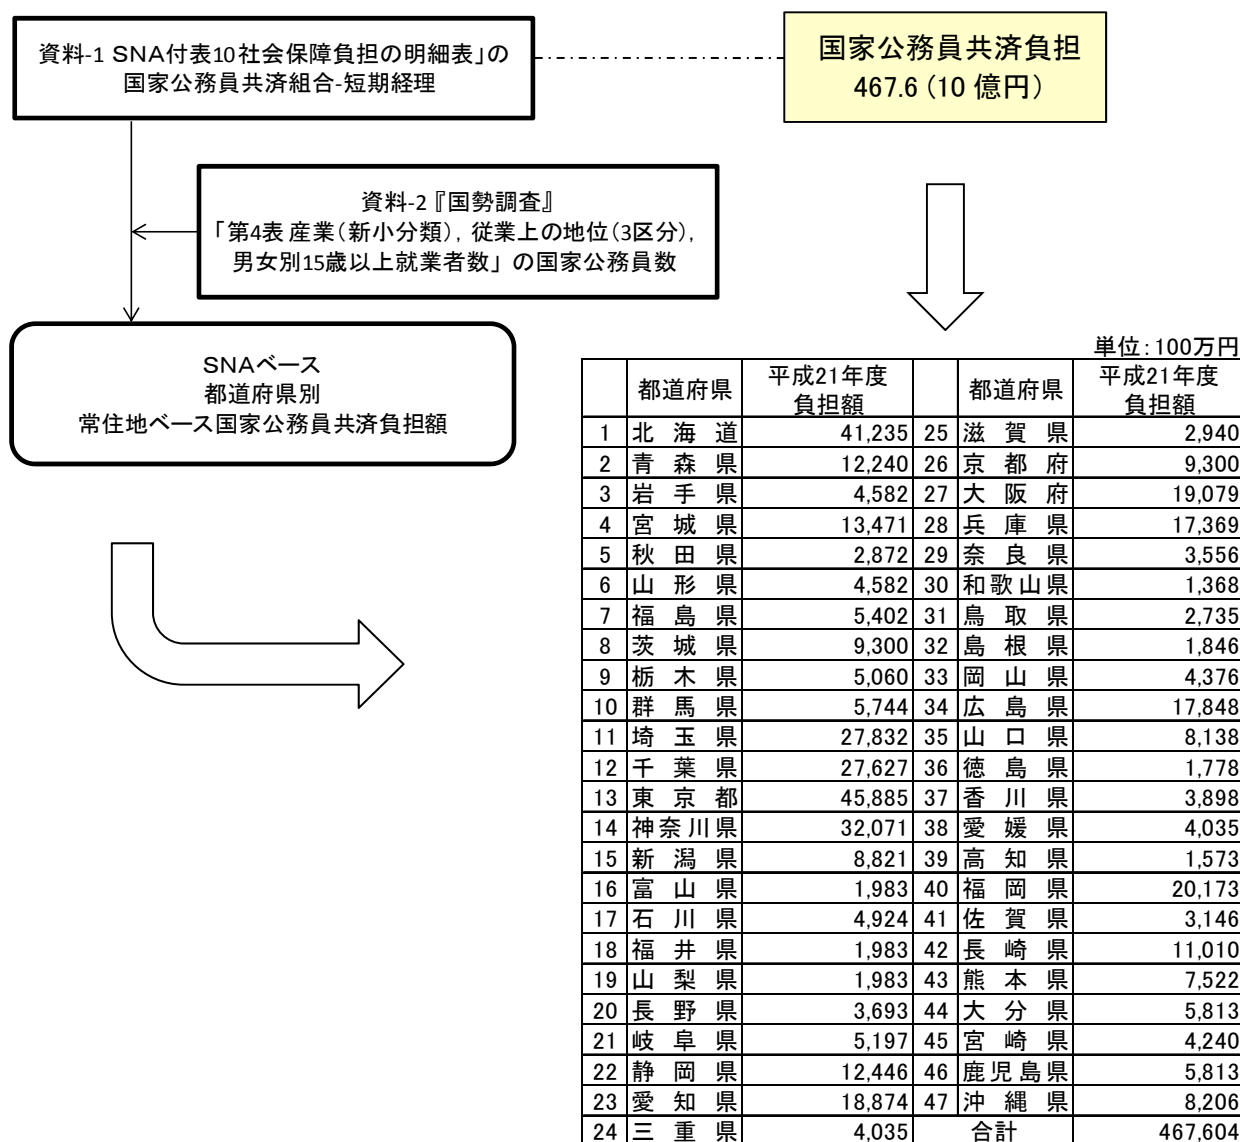 資料-1 SNA付表10社会保障負担の明細表」の
国家公務員共済組合-短期経理
国家公務員共済負担
467.6（10 億円）
資料-2『国勢調査』
「第4表 産業（新小分類），従業上の地位（3区分），
男女別15歳以上就業者数」の国家公務員数
SNAベース
都道府県別
常住地ベース国家公務員共済負担額
単位：100万円
都道府県 平成21年度 都道府県 平成21年度
負担額 負担額
1 北海道 41,235 25 滋賀県 2,940
2 青森県 12,240 26 京都府 9,300
3 岩手県 4,582 27 大阪府 19,079
4 宮城県 13,471 28 兵庫県 17,369
5 秋田県 2,872 29 奈良県 3,556
6 山形県 4,582 30 和歌山県 1,368
7 福島県 5,402 31 鳥取県 2,735
8 茨城県 9,300 32 島根県 1,846
9 栃木県 5,060 33 岡山県 4,376
10 群馬県 5,744 34 広島県 17,848
11 埼玉県 27,832 35 山口県 8,138
12 千葉県 27,627 36 徳島県 1,778
13 東京都 45,885 37 香川県 3,898
14 神奈川県 32,071 38 愛媛県 4,035
15 新潟県 8,821 39 高知県 1,573
16 富山県 1,983 40 福岡県 20,173
17 石川県 4,924 41 佐賀県 3,146
18 福井県 1,983 42 長崎県 11,010
19 山梨県 1,983 43 熊本県 7,522
20 長野県 3,693 44 大分県 5,813
21 岐阜県 5,197 45 宮崎県 4,240
22 静岡県 12,446 46 鹿児島県 5,813
23 愛知県 18,874 47 沖縄県 8,206
24 三重県 4,035 合計 467,604